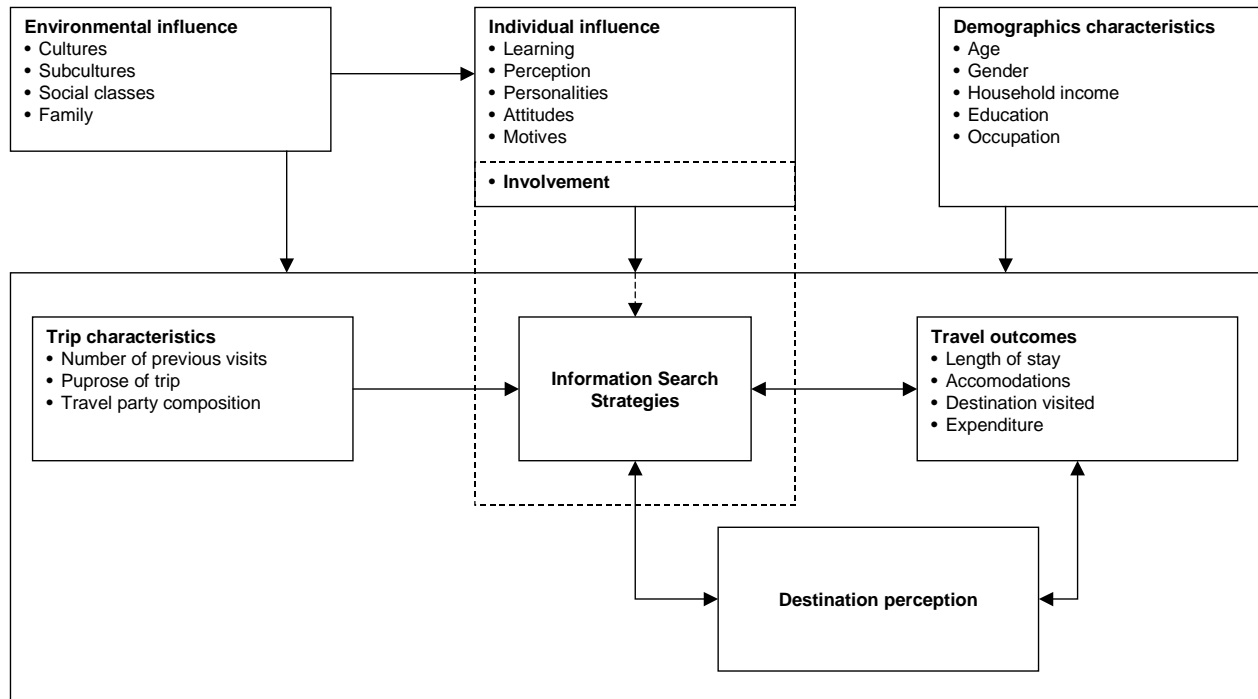 Environmental influence
• Cultures
• Subcultures
• Social classes
• Family
Individual influence
• Learning
• Perception
• Personalities
• Attitudes
• Motives
• Involvement
Demographics characteristics
• Age
• Gender
• Household income
• Education
• Occupation
Trip characteristics
• Number of previous visits
• Puprose of trip
• Travel party composition
Information Search
Strategies
Travel outcomes
• Length of stay
• Accomodations
• Destination visited
• Expenditure
Destination perception